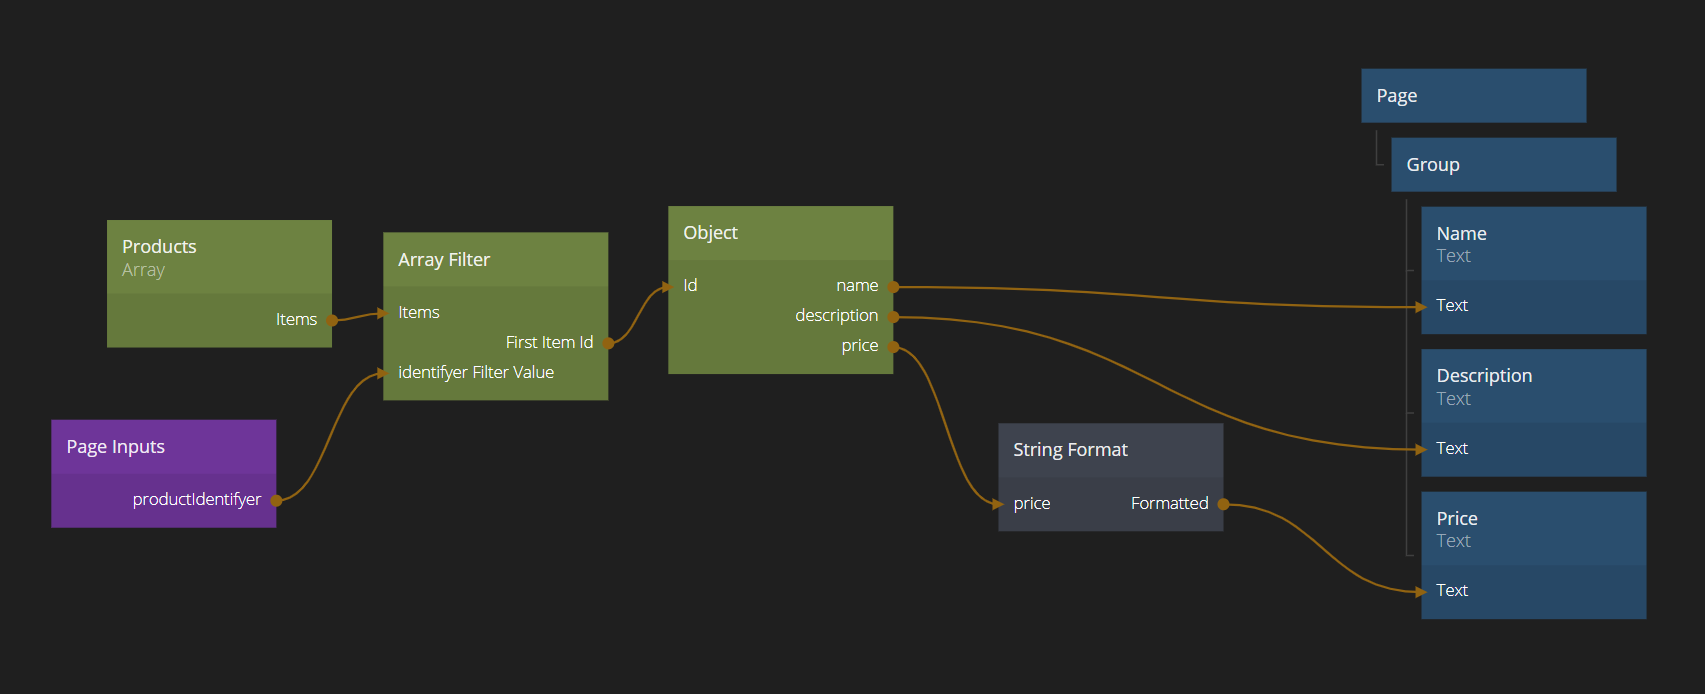 Page
Group
Products
Array
Items
Array Filter
Items
First Item Id
identifyer Filter Value
Page Inputs
productIdentifyer
Object
Id
name
description
price
String Format
price
Formatted
Name
Text
Text
Description
Text
Text
Price
Text
Text